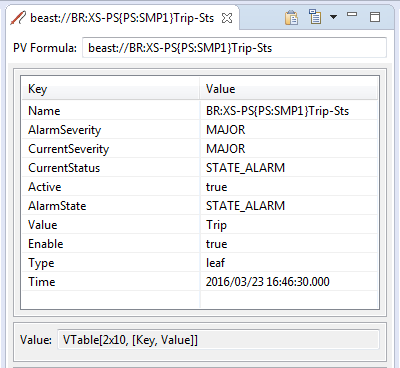 beast://BR:XS-PS{PS:SMP1}Trip-Sts
PV Formula: beast://BR:XS-PS{PS:SMP1}Trip-Sts
Key Value
Name BR:XS-PS{PS:SMP1}Trip-Sts
AlarmSeverity MAJOR
CurrentSeverity MAJOR
CurrentStatus STATE_ALARM
Active true
AlarmState STATE_ALARM
Value Trip
Enable true
Type leaf
Time 2016/03/23 16:46:30.000
Value: VTable[2x10, [Key, Value]]